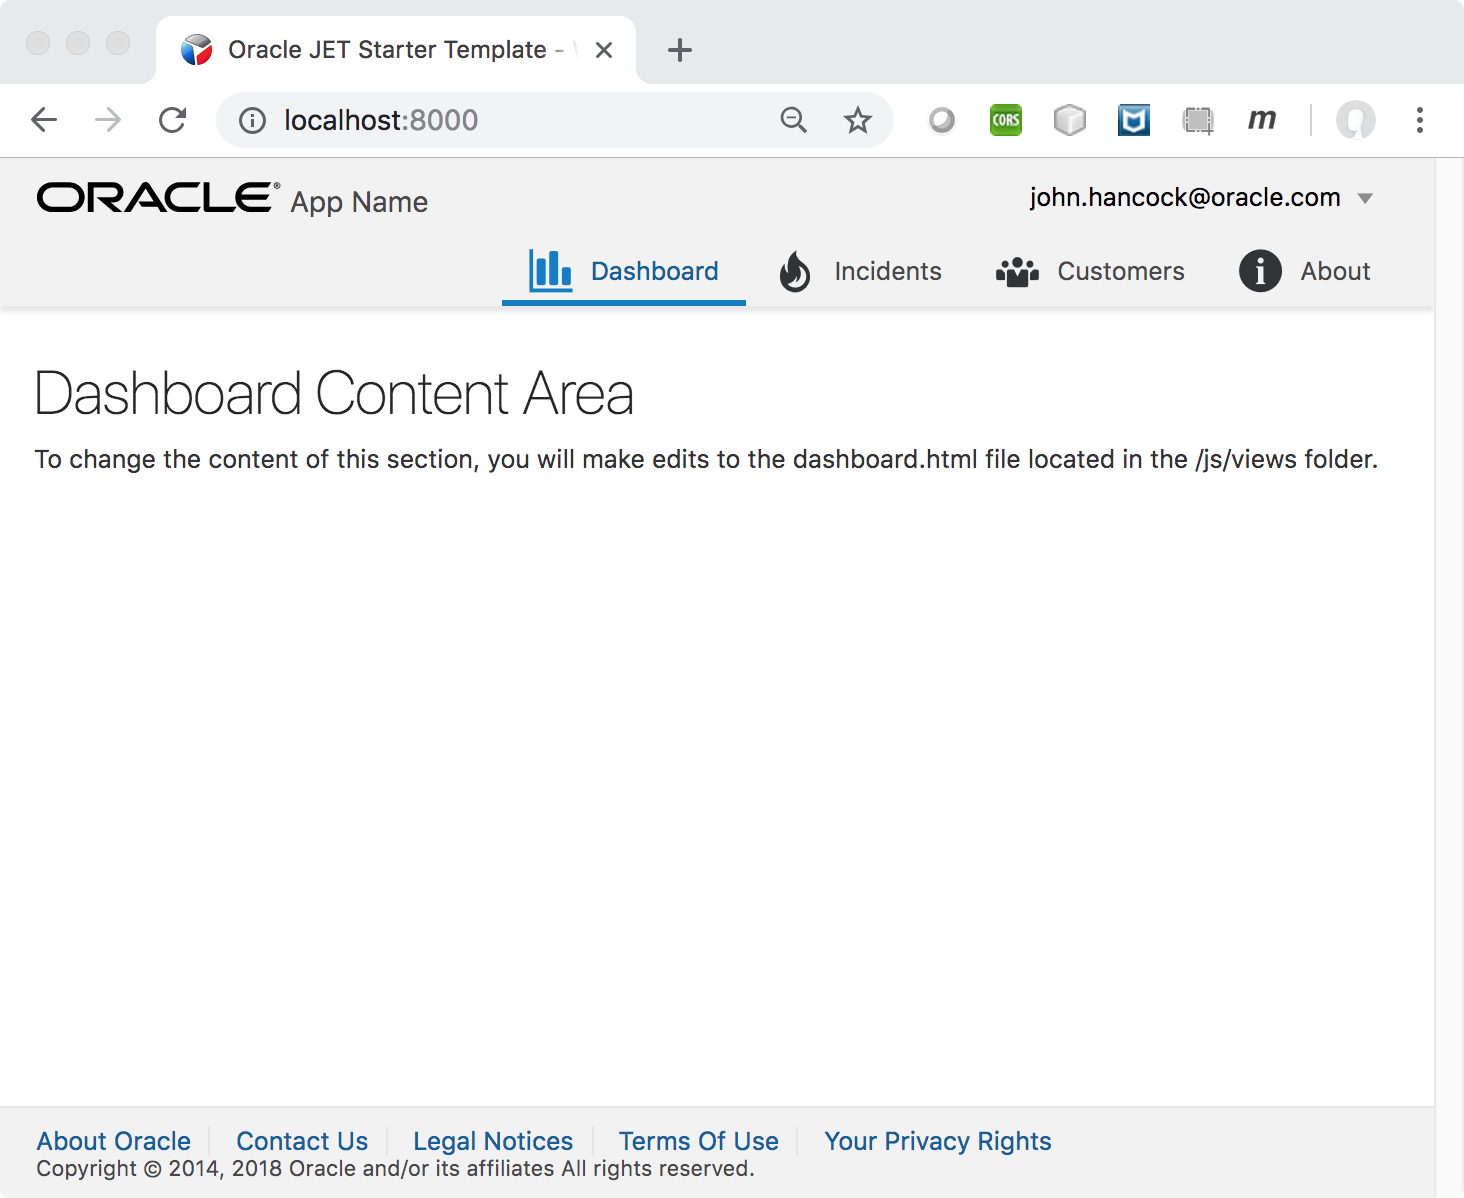 Oracle JET Starter Template -
localhost:8000
CORS
m
ORACLE® App Name
john.hancock@oracle.com
Dashboard Incidents Customers About
Dashboard Content Area
To change the content of this section, you will make edits to the dashboard.html file located in the /js/views folder.
About Oracle Contact Us Legal Notices Terms Of Use Your Privacy Rights
Copyright © 2014, 2018 Oracle and/or its affiliates All rights reserved.